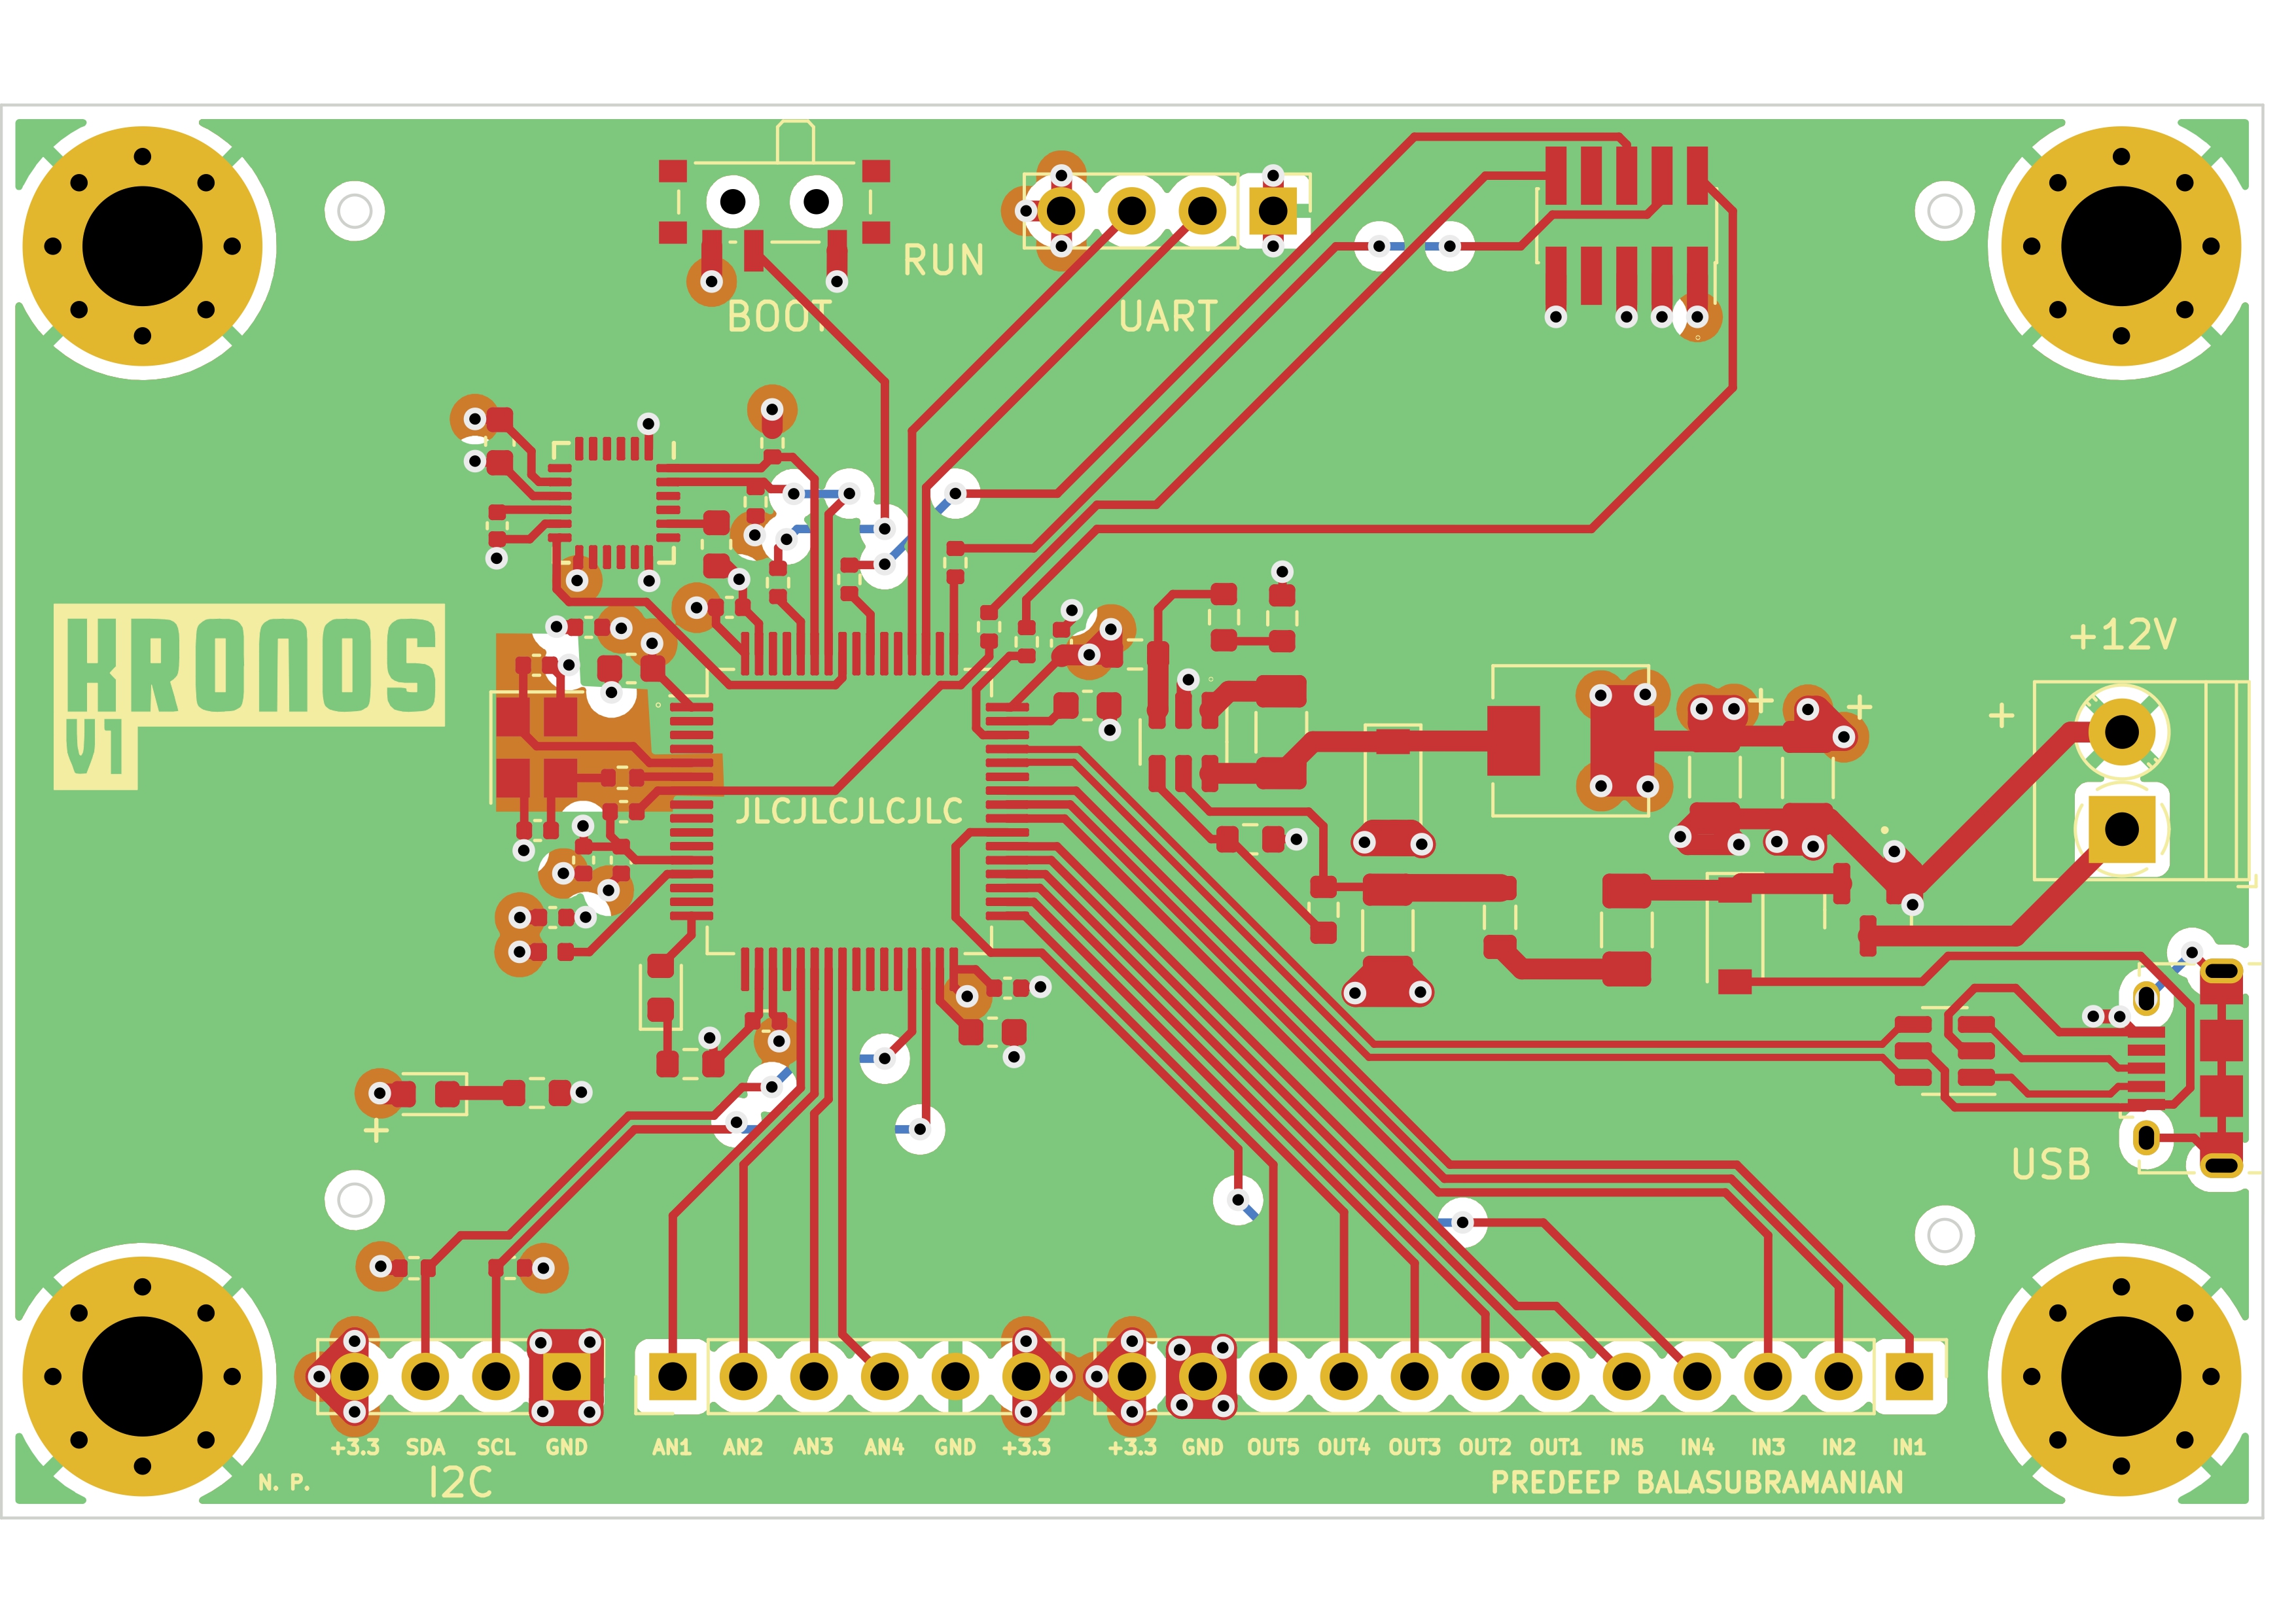 RUN
BOOT
UART
KRONOS
V1
+12V
+
+
+
JLCJLCJLCJLC
+
USB
+3.3 SDA SCL GND AN1 AN2 AN3 AN4 GND +3.3 +3.3 GND OUT5 OUT4 OUT3 OUT2 OUT1 IN5 IN4 IN3 IN2 IN1
N. P. I2C PREDEEP BALASUBRAMANIAN